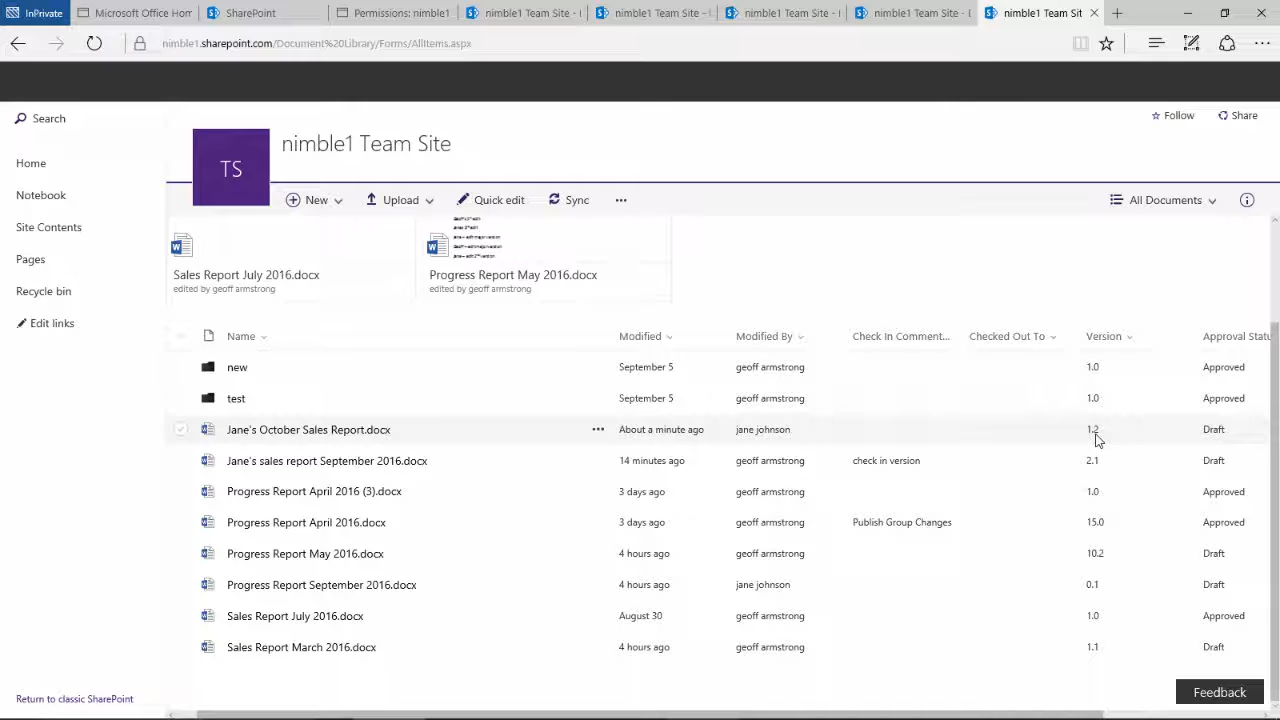 InPrivate Microsoft Office Hom SharePoint Permissions: nimble1 nimble1 Team Site - nimble1 Team Site - nimble1 Team Site - nimble1 Team Site - nimble1 Team Sit
nimble1.sharepoint.com/Document%20Library/Forms/AllItems.aspx
Search
Follow Share
TS
nimble1 Team Site
Home
Notebook
Site Contents
Pages
Recycle bin
Edit links
New Upload Quick edit Sync ••• All Documents
Sales Report July 2016.docx Progress Report May 2016.docx
edited by geoff armstrong edited by geoff armstrong
Name Modified Modified By Check In Comment... Checked Out To Version Approval Statu
new September 5 geoff armstrong 1.0 Approved
test September 5 geoff armstrong 1.0 Approved
Jane's October Sales Report.docx ••• About a minute ago jane johnson 1.2 Draft
Jane's sales report September 2016.docx 14 minutes ago geoff armstrong check in version 2.1 Draft
Progress Report April 2016 (3).docx 3 days ago geoff armstrong 1.0 Approved
Progress Report April 2016.docx 3 days ago geoff armstrong Publish Group Changes 15.0 Approved
Progress Report May 2016.docx 4 hours ago geoff armstrong 10.2 Draft
Progress Report September 2016.docx 4 hours ago jane johnson 0.1 Draft
Sales Report July 2016.docx August 30 geoff armstrong 1.0 Approved
Sales Report March 2016.docx 4 hours ago geoff armstrong 1.1 Draft
Return to classic SharePoint
Feedback